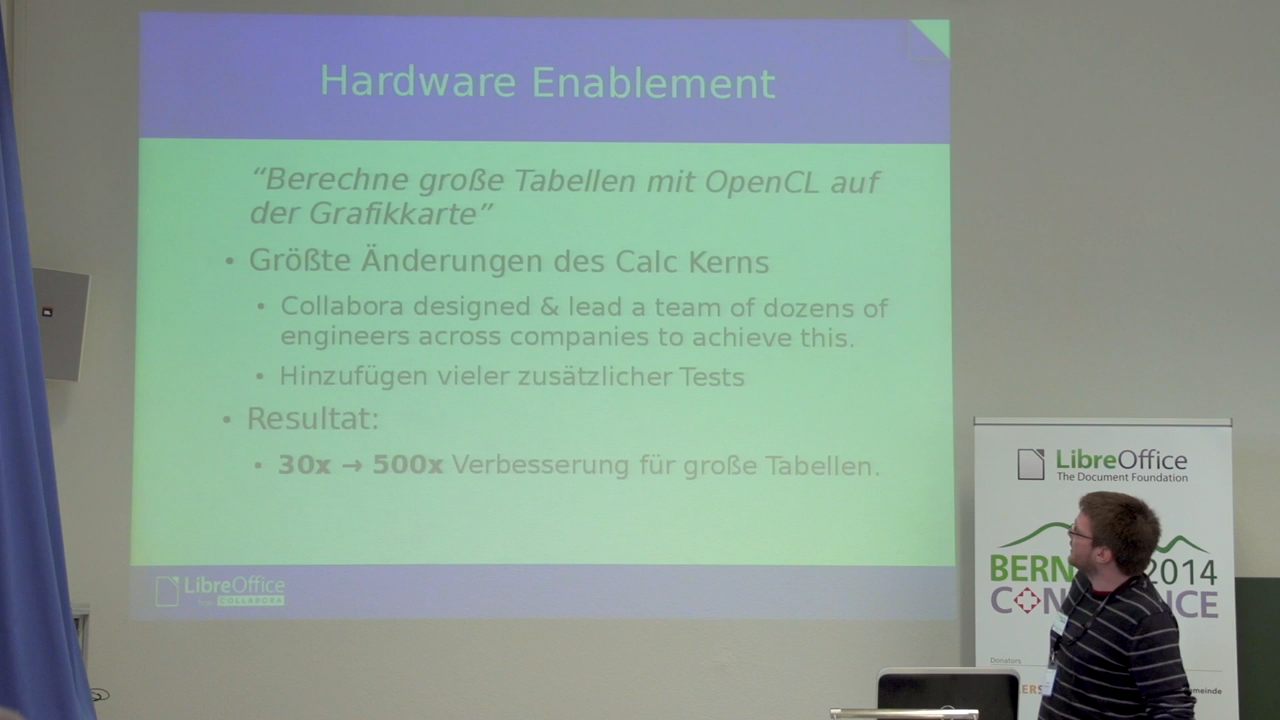 Hardware Enablement
“Berechne große Tabellen mit OpenCL auf
der Grafikkarte”
• Größte Änderungen des Calc Kerns
• Collabora designed & lead a team of dozens of
engineers across companies to achieve this.
• Hinzufügen vieler zusätzlicher Tests
• Resultat:
• 30x → 500x Verbesserung für große Tabellen.
LibreOffice
COLLABORA
LibreOffice
The Document Foundation
BERN 2014
Donators